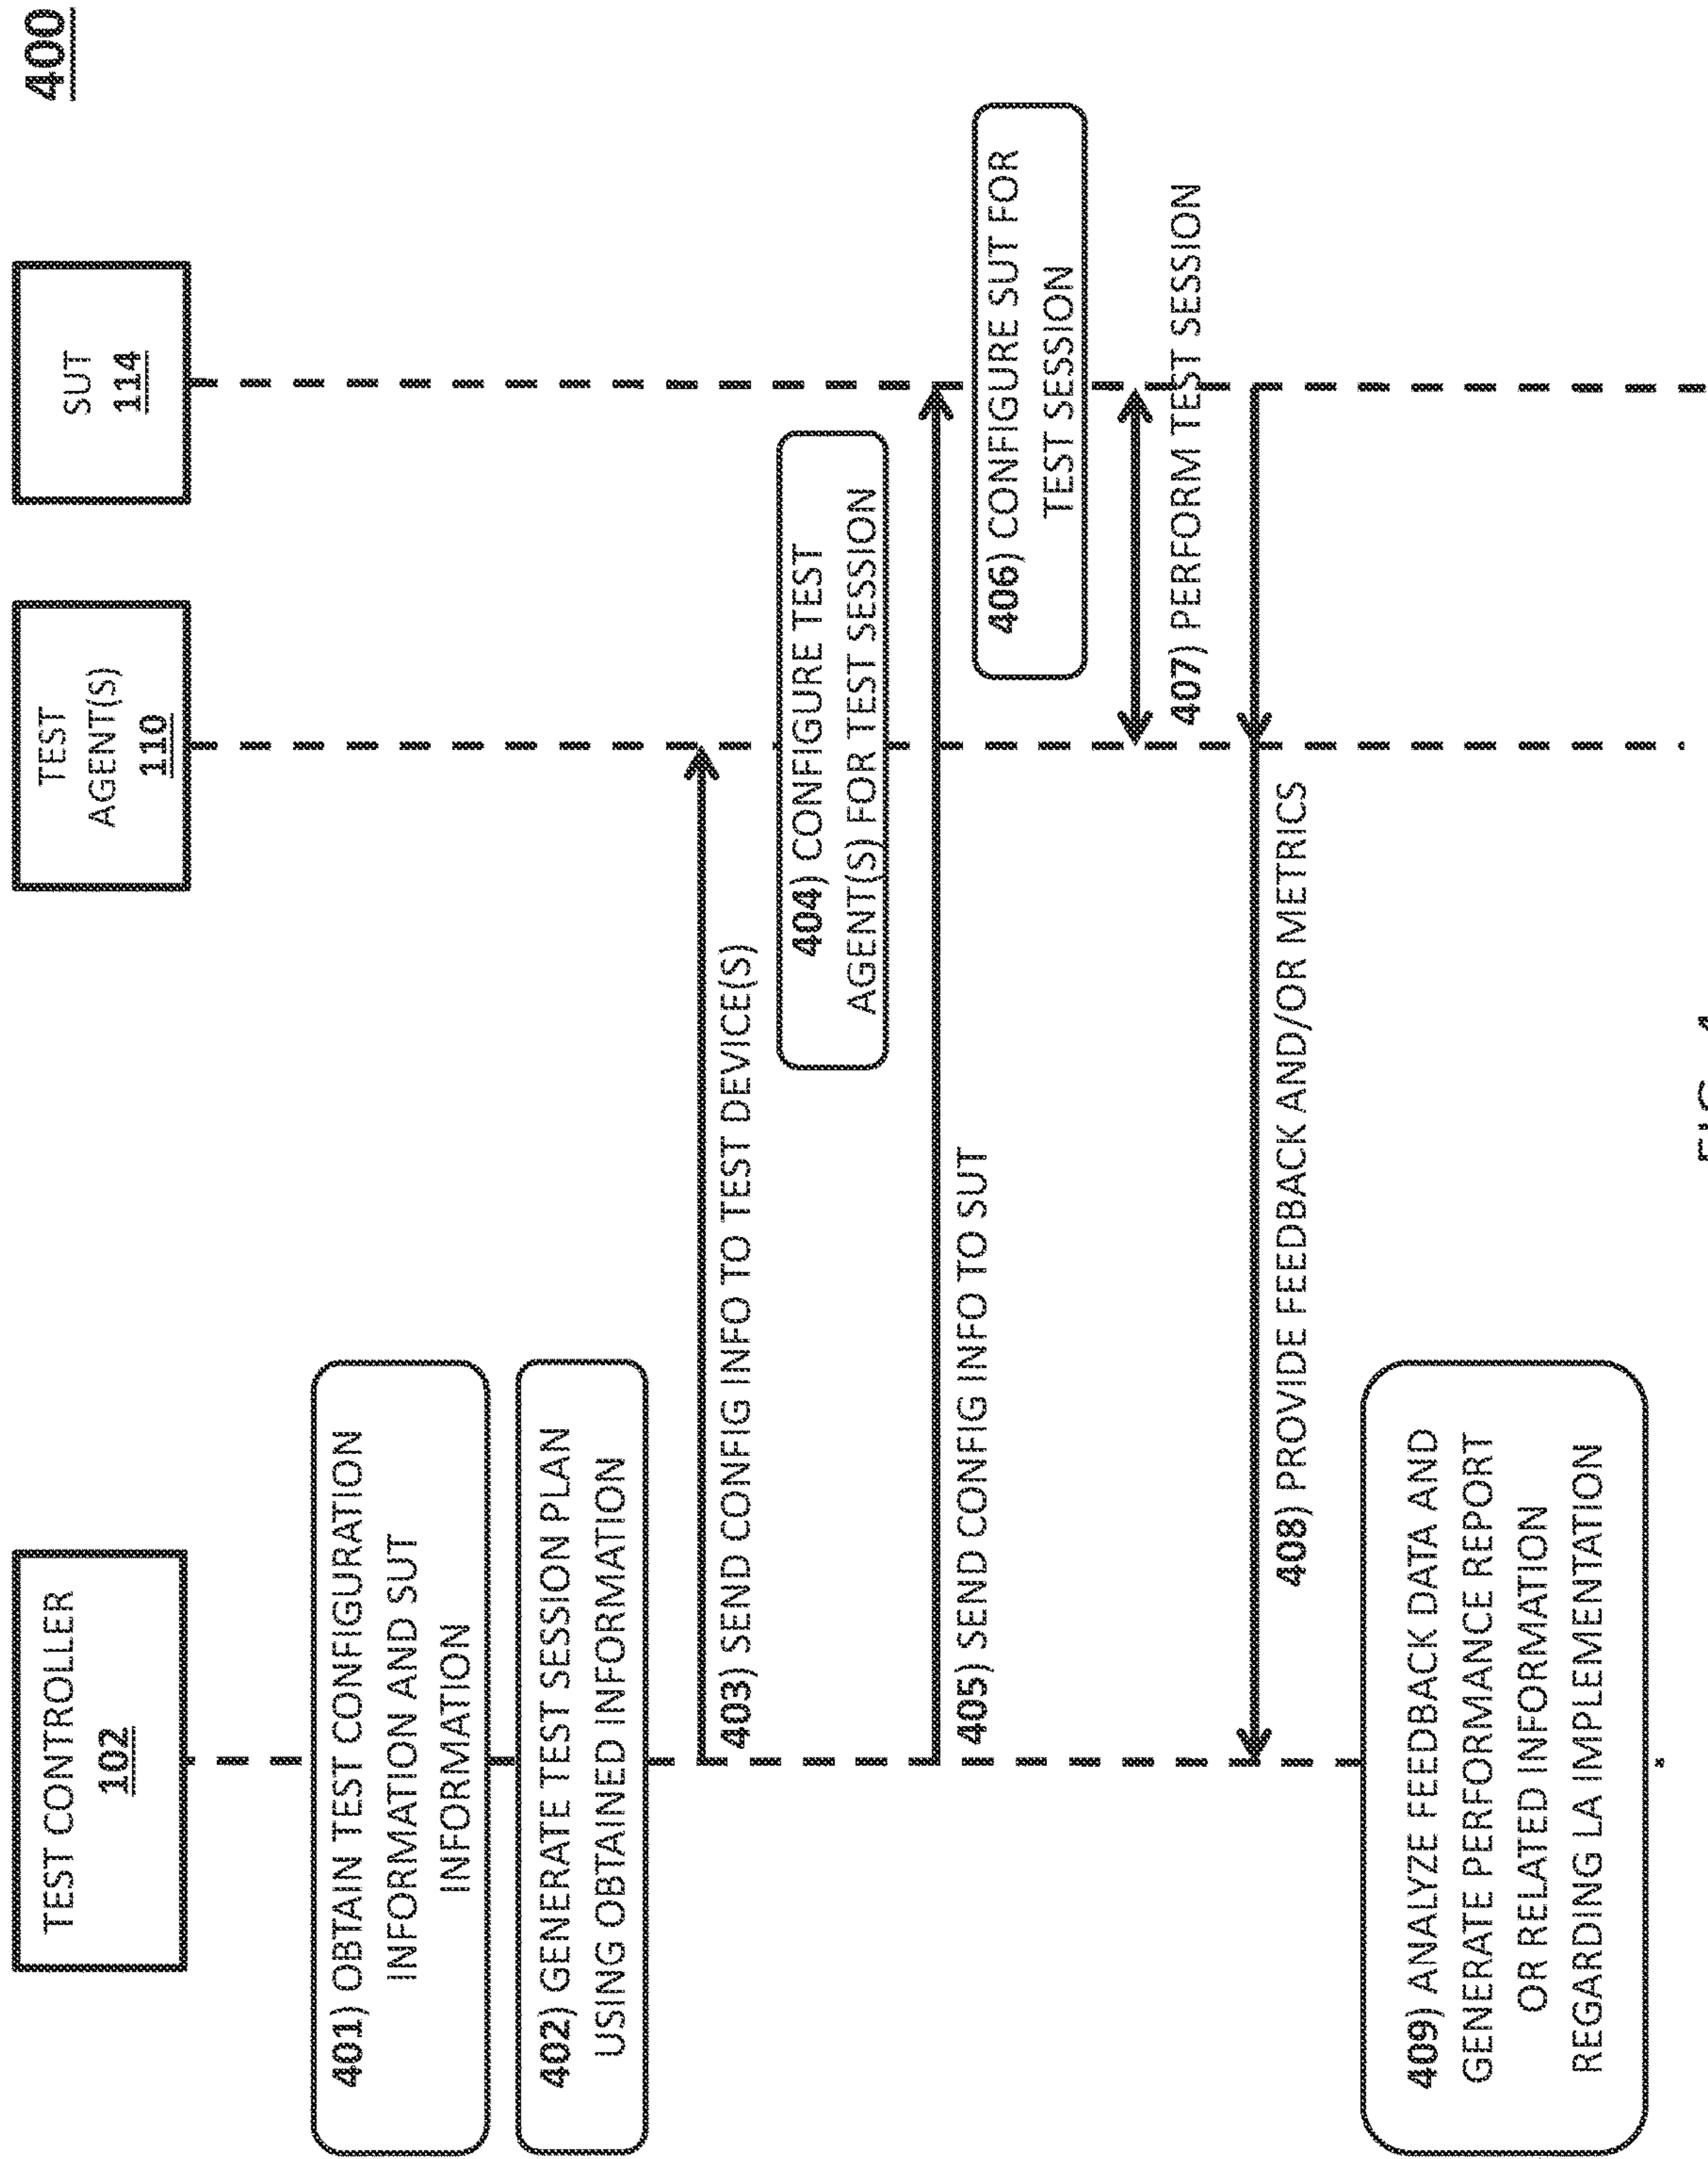 400
TEST CONTROLLER
102
TEST
AGENT(S)
110
SUT
114
401) OBTAIN TEST CONFIGURATION
INFORMATION AND SUT
INFORMATION
402) GENERATE TEST SESSION PLAN
USING OBTAINED INFORMATION
403) SEND CONFIG INFO TO TEST DEVICE(S)
404) CONFIGURE TEST
AGENT(S) FOR TEST SESSION
405) SEND CONFIG INFO TO SUT
406) CONFIGURE SUT FOR
TEST SESSION
407) PERFORM TEST SESSION
408) PROVIDE FEEDBACK AND/OR METRICS
409) ANALYZE FEEDBACK DATA AND
GENERATE PERFORMANCE REPORT
OR RELATED INFORMATION
REGARDING LA IMPLEMENTATION